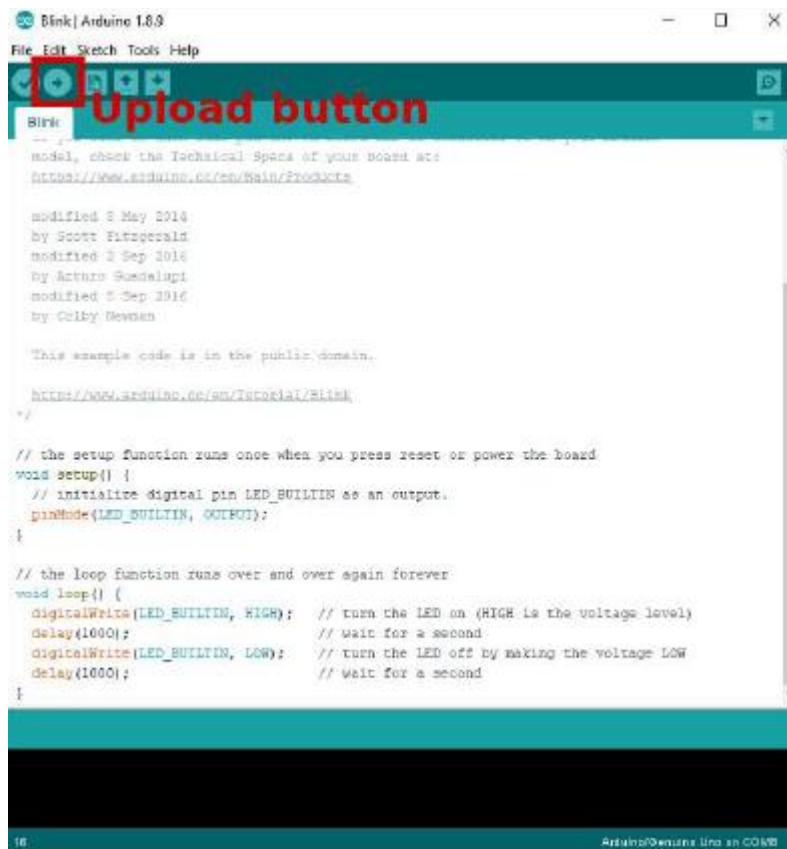 Blink | Arduino 1.8.9
File Edit Sketch Tools Help
Upload button
Blink
model, check the Technical Specs of your board at:
https://www.arduino.cc/en/Main/Products
modified 8 May 2014
by Scott Fitzgerald
modified 2 Sep 2016
by Arturo Guadalupi
modified 8 Sep 2016
by Colby Newman
This example code is in the public domain.
https://www.arduino.cc/en/Tutorial/Blink
*/
// the setup function runs once when you press reset or power the board
void setup() {
// initialize digital pin LED_BUILTIN as an output.
pinMode(LED_BUILTIN, OUTPUT);
}
// the loop function runs over and over again forever
void loop() {
digitalWrite(LED_BUILTIN, HIGH); // turn the LED on (HIGH is the voltage level)
delay(1000); // wait for a second
digitalWrite(LED_BUILTIN, LOW); // turn the LED off by making the voltage LOW
delay(1000); // wait for a second
}
16
Arduino/Genuino Uno on